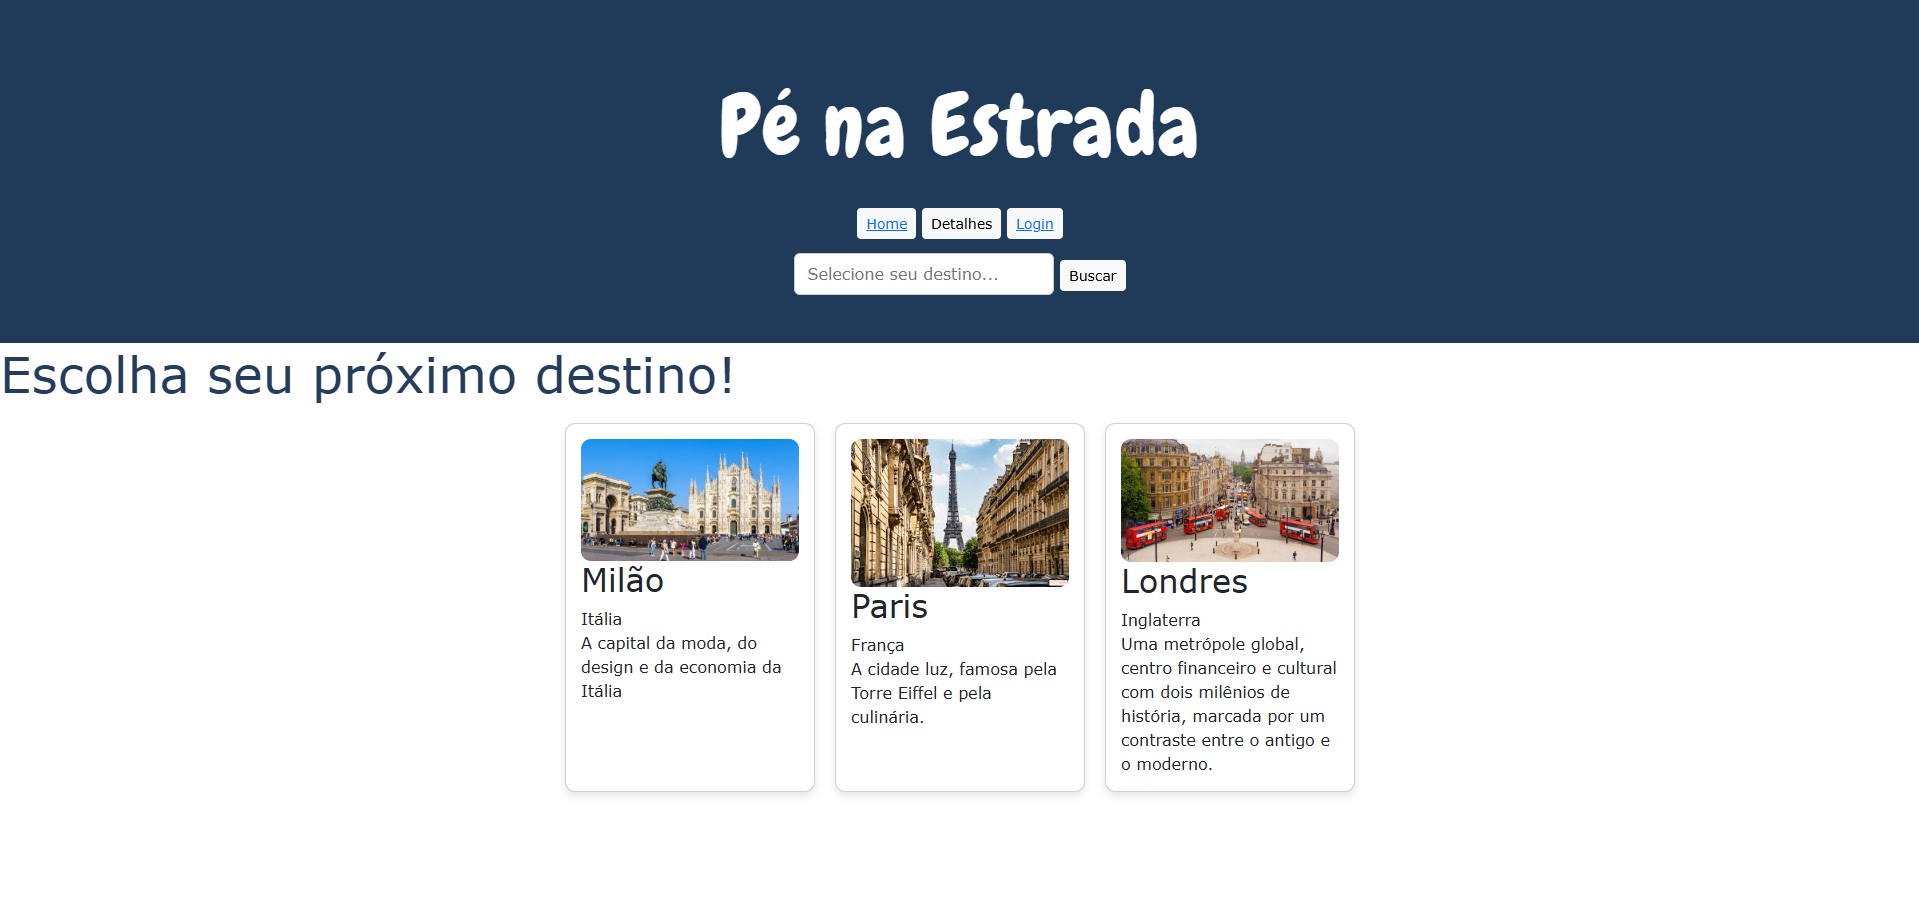 Pé na Estrada
Home Detalhes Login
Selecione seu destino... Buscar
Escolha seu próximo destino!
Milão
Itália
A capital da moda, do
design e da economia da
Itália
Paris
França
A cidade luz, famosa pela
Torre Eiffel e pela
culinária.
Londres
Inglaterra
Uma metrópole global,
centro financeiro e cultural
com dois milênios de
história, marcada por um
contraste entre o antigo e
o moderno.